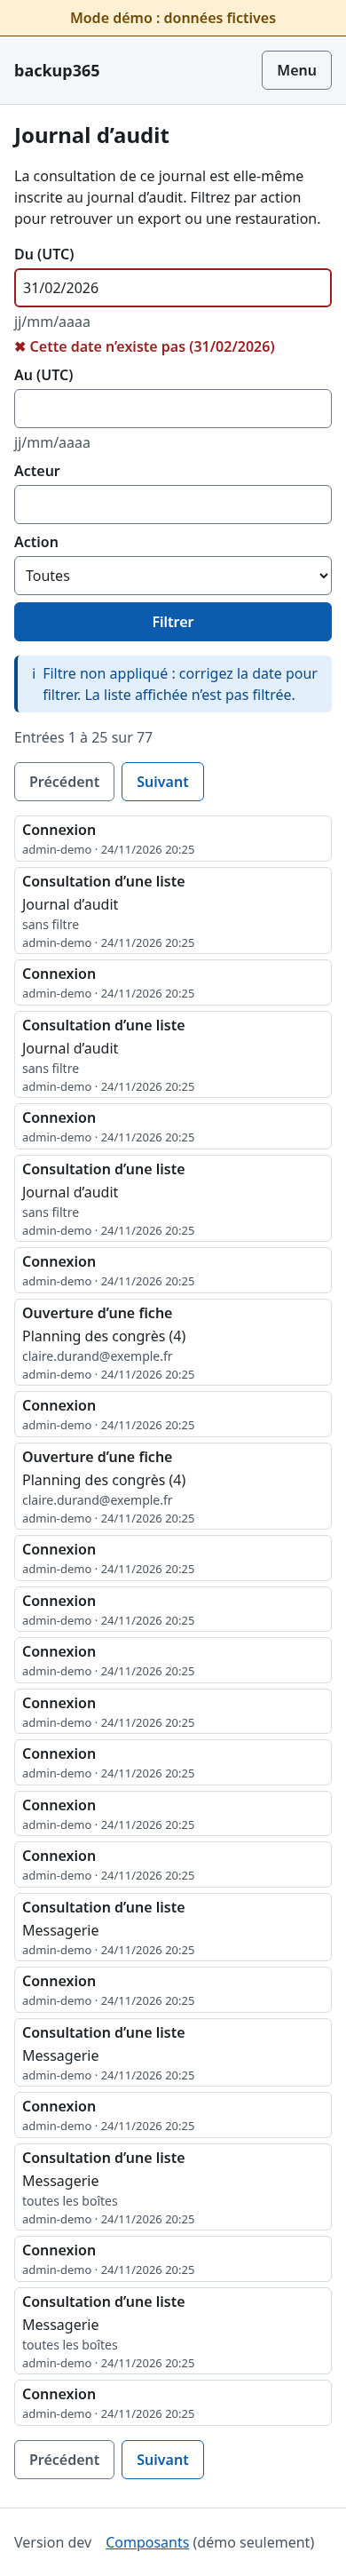 Mode démo : données fictives
backup365
Menu
Journal d’audit
La consultation de ce journal est elle-même
inscrite au journal d’audit. Filtrez par action
pour retrouver un export ou une restauration.
Du (UTC)
31/02/2026
jj/mm/aaaa
✖ Cette date n’existe pas (31/02/2026)
Au (UTC)
jj/mm/aaaa
Acteur
Action
Toutes
Filtrer
i Filtre non appliqué : corrigez la date pour
filtrer. La liste affichée n’est pas filtrée.
Entrées 1 à 25 sur 77
Précédent Suivant
Connexion
admin-demo · 24/11/2026 20:25
Consultation d’une liste
Journal d’audit
sans filtre
admin-demo · 24/11/2026 20:25
Connexion
admin-demo · 24/11/2026 20:25
Consultation d’une liste
Journal d’audit
sans filtre
admin-demo · 24/11/2026 20:25
Connexion
admin-demo · 24/11/2026 20:25
Consultation d’une liste
Journal d’audit
sans filtre
admin-demo · 24/11/2026 20:25
Connexion
admin-demo · 24/11/2026 20:25
Ouverture d’une fiche
Planning des congrès (4)
claire.durand@exemple.fr
admin-demo · 24/11/2026 20:25
Connexion
admin-demo · 24/11/2026 20:25
Ouverture d’une fiche
Planning des congrès (4)
claire.durand@exemple.fr
admin-demo · 24/11/2026 20:25
Connexion
admin-demo · 24/11/2026 20:25
Connexion
admin-demo · 24/11/2026 20:25
Connexion
admin-demo · 24/11/2026 20:25
Connexion
admin-demo · 24/11/2026 20:25
Connexion
admin-demo · 24/11/2026 20:25
Connexion
admin-demo · 24/11/2026 20:25
Connexion
admin-demo · 24/11/2026 20:25
Consultation d’une liste
Messagerie
admin-demo · 24/11/2026 20:25
Connexion
admin-demo · 24/11/2026 20:25
Consultation d’une liste
Messagerie
admin-demo · 24/11/2026 20:25
Connexion
admin-demo · 24/11/2026 20:25
Consultation d’une liste
Messagerie
toutes les boîtes
admin-demo · 24/11/2026 20:25
Connexion
admin-demo · 24/11/2026 20:25
Consultation d’une liste
Messagerie
toutes les boîtes
admin-demo · 24/11/2026 20:25
Connexion
admin-demo · 24/11/2026 20:25
Précédent Suivant
Version dev Composants (démo seulement)